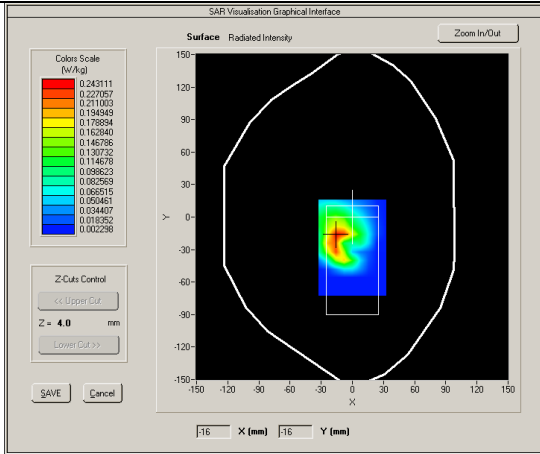 SAR Visualisation Graphical Interface
Surface Radiated Intensity
Zoom In/Out
Colors Scale
(W/kg)
0.243111
0.227057
0.211003
0.194949
0.178894
0.162840
0.146786
0.130732
0.114678
0.098623
0.082569
0.066515
0.050461
0.034407
0.018352
0.002298
Z-Cuts Control
<< Upper Cut
Z = 4.0 mm
Lower Cut >>
SAVE
Cancel
150
120
90
60
30
0
-30
-60
-90
-120
-150
Y
-150 -120 -90 -60 -30 0 30 60 90 120 150
X
-16 X (mm) -16 Y (mm)